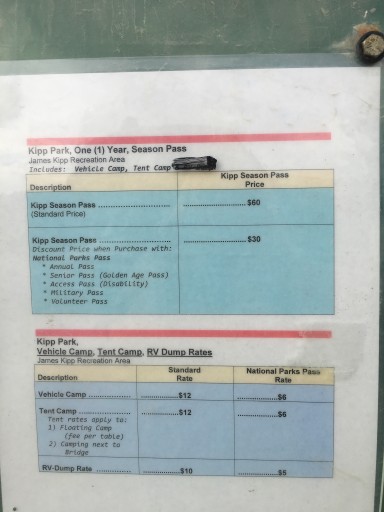 Kipp Park, One (1) Year, Season Pass
James Kipp Recreation Area
Includes: Vehicle Camp, Tent Camp
Description Kipp Season Pass Price
Kipp Season Pass ........................... ........................... $60
(Standard Price)
Kipp Season Pass ........................... ........................... $30
Discount Price when Purchase with:
National Parks Pass
* Annual Pass
* Senior Pass (Golden Age Pass)
* Access Pass (Disability)
* Military Pass
* Volunteer Pass
Kipp Park,
Vehicle Camp, Tent Camp, RV Dump Rates
James Kipp Recreation Area
Description Standard Rate National Parks Pass Rate
Vehicle Camp .................... ............... $12 ..................... $6
Tent Camp ........................ ............... $12 ..................... $6
Tent rates apply to:
1) Floating Camp
(fee per table)
2) Camping next to
Bridge
RV-Dump Rate ............... ............... $10 ..................... $5